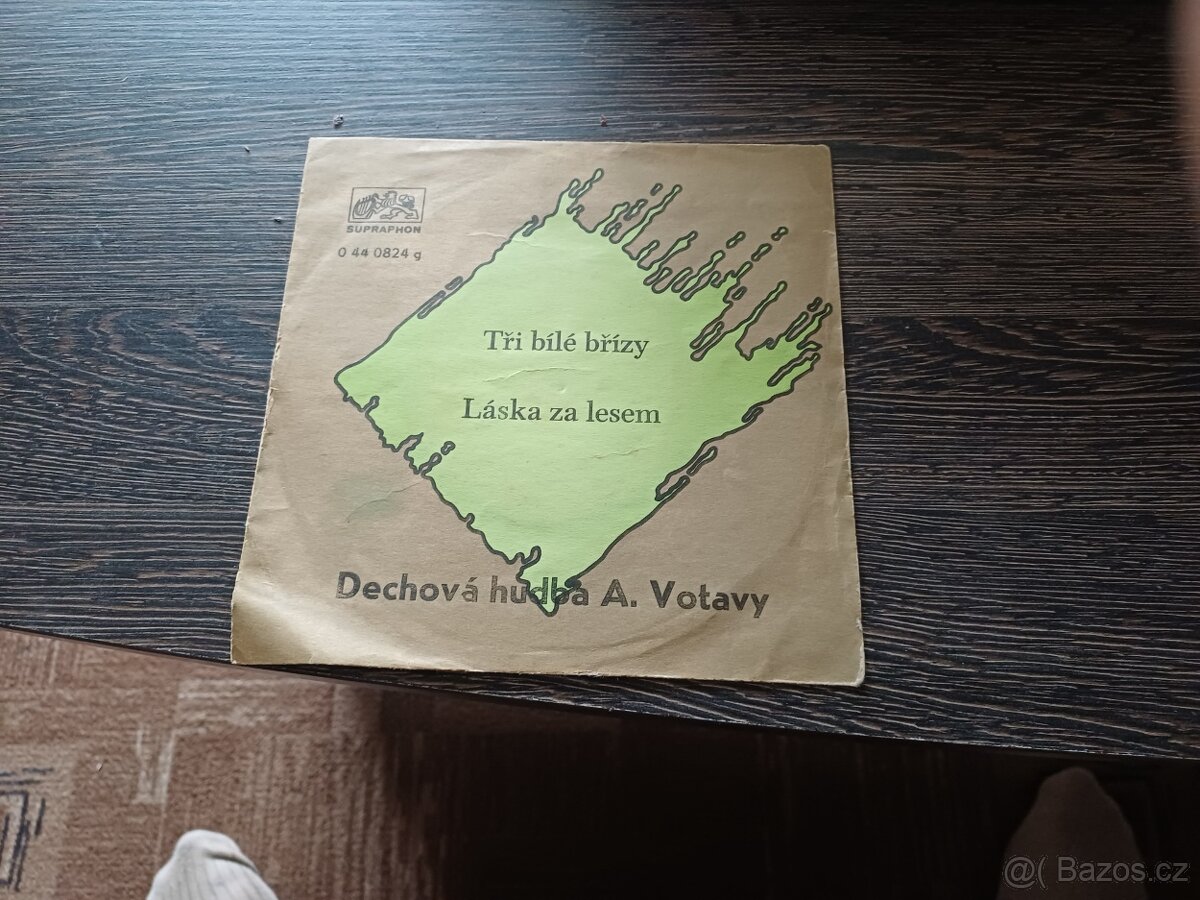 SUPRAPHON
0 44 0824 g
Tři bílé břízy
Láska za lesem
Dechová hudba A. Votavy
@( Bazos.cz